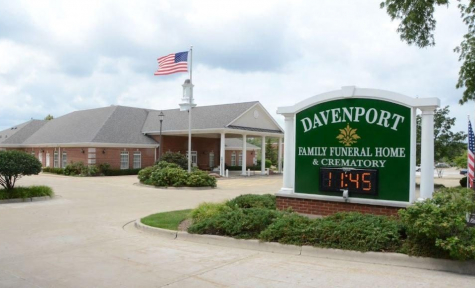 DAVENPORT
FAMILY FUNERAL HOME
& CREMATORY
11:45